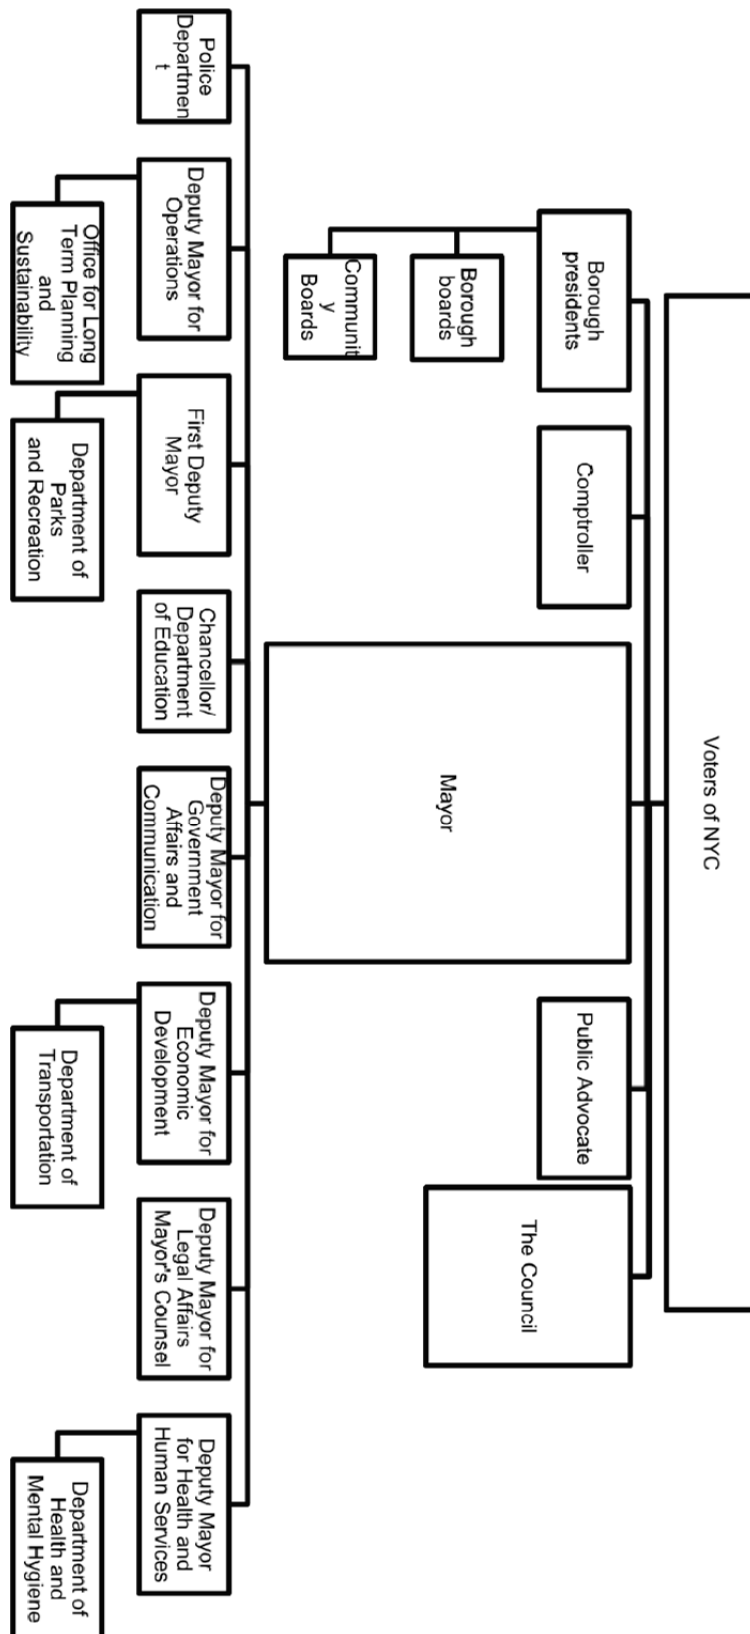 Voters of NYC
Borough
presidents
Comptroller
Mayor
Public Advocate
The Council
Borough
boards
Communit
y
Boards
Police
Departmen
t
Deputy Mayor for
Operations
First Deputy
Mayor
Chancellor/
Department
of Education
Deputy Mayor for
Government
Affairs and
Communication
Deputy Mayor for
Economic
Development
Deputy Mayor for
Legal Affairs
Mayor's Counsel
Deputy Mayor
for Health and
Human Services
Office for Long
Term Planning
and
Sustainability
Department of
Parks
and Recreation
Department of
Transportation
Department of
Health and
Mental Hygiene